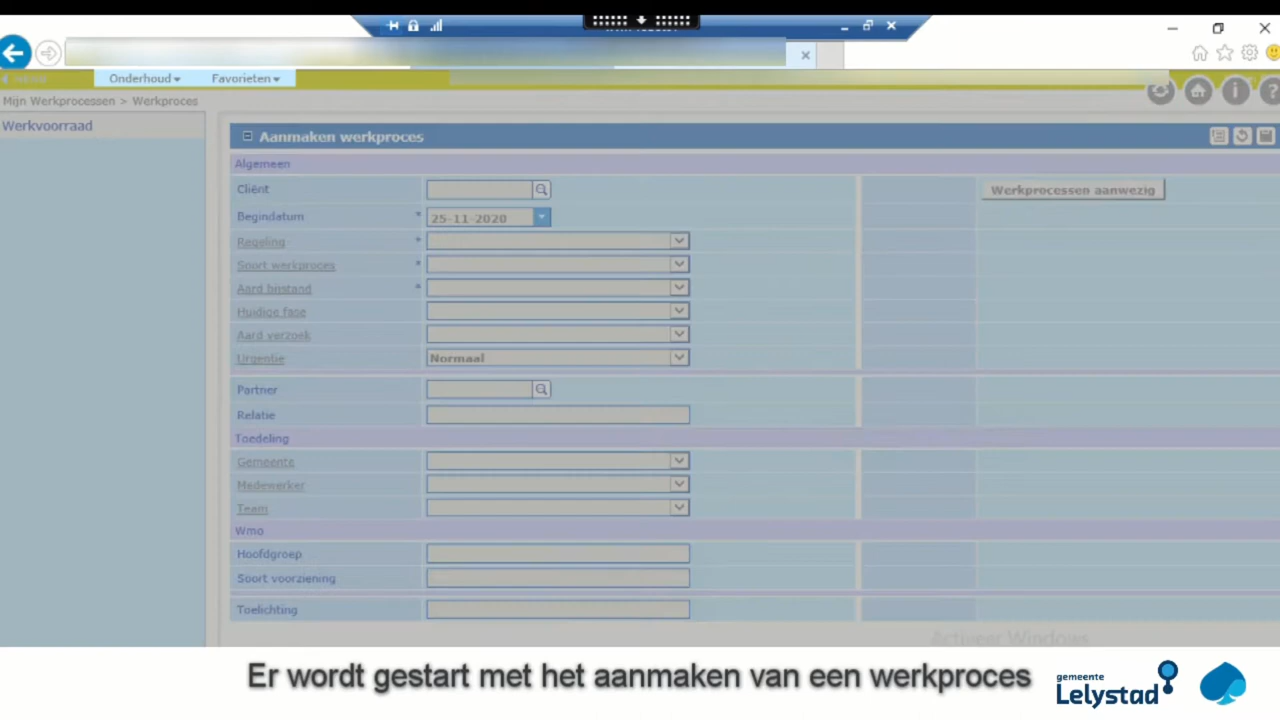 Onderhoud
Favorieten
Mijn Werkprocessen > Werkproces
Werkvoorraad
Aanmaken werkproces
Algemeen
Cliënt
Werkprocessen aanwezig
Begindatum * 25-11-2020
Regeling *
Soort werkproces *
Aard bijstand *
Huidige fase
Aard verzoek
Urgentie Normaal
Partner
Relatie
Toedeling
Gemeente
Medewerker
Team
Wmo
Hoofdgroep
Soort voorziening
Toelichting
Activeer Windows
Er wordt gestart met het aanmaken van een werkproces
gemeente
Lelystad